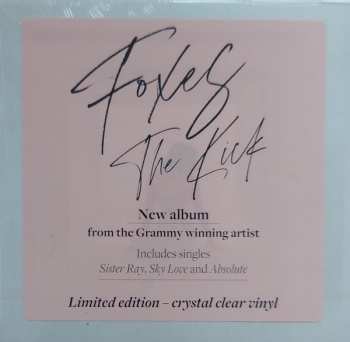 Foxes
The Kick
New album
from the Grammy winning artist
Includes singles
Sister Ray, Sky Love and Absolute
Limited edition – crystal clear vinyl